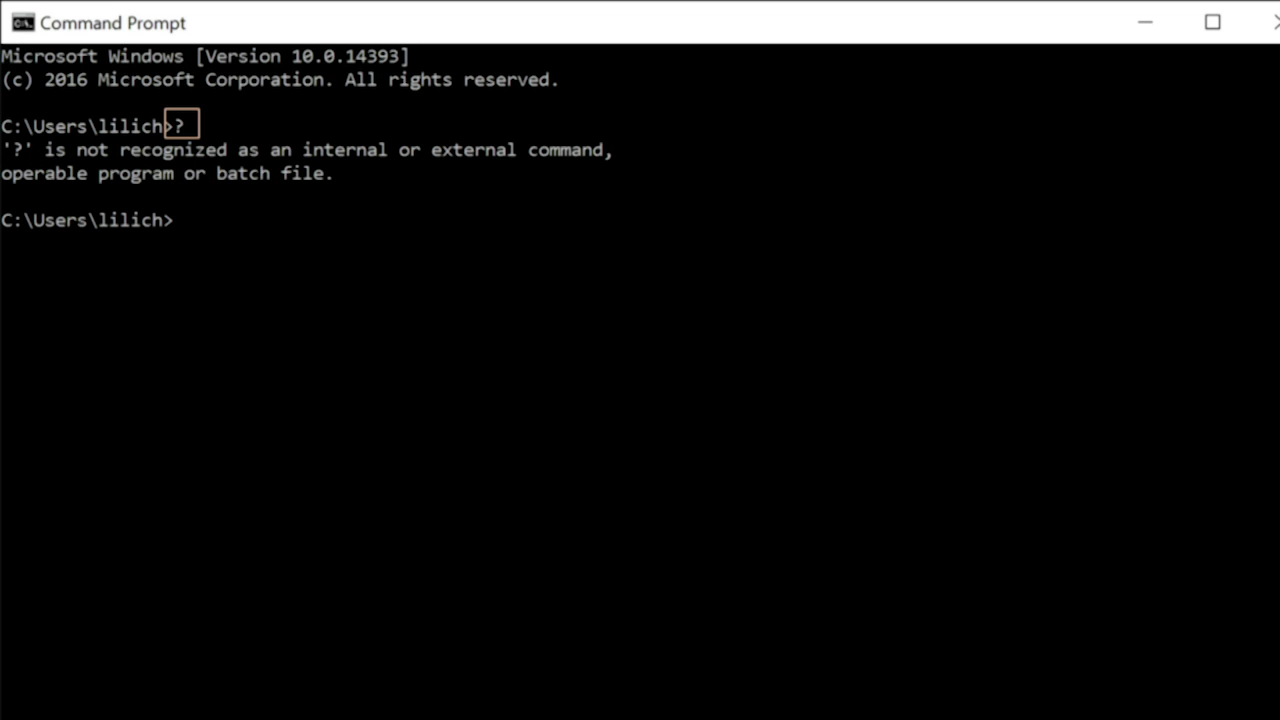 Command Prompt
Microsoft Windows [Version 10.0.14393]
(c) 2016 Microsoft Corporation. All rights reserved.
C:\Users\lilich>?
'?' is not recognized as an internal or external command,
operable program or batch file.
C:\Users\lilich>